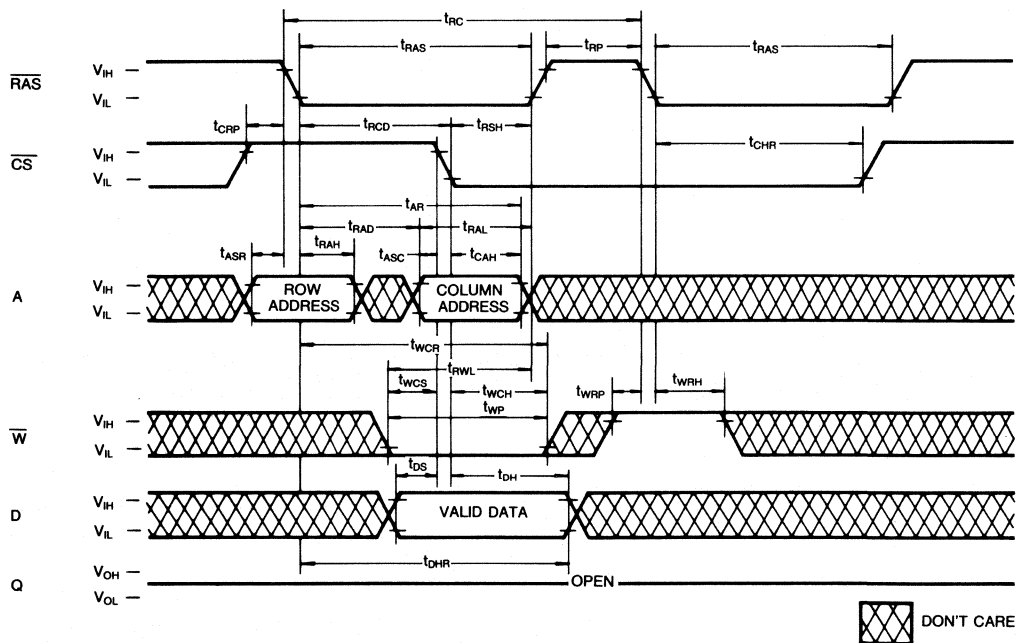 tRC
tRAS tRP tRAS
RAS VIH
VIL
tCRP tRCD tRSH
CS VIH
VIL
tCHR
tAR
tRAD tRAL
tASR tRAH tASC tCAH
A VIH
VIL
ROW ADDRESS
COLUMN ADDRESS
tWCR
tRWL
tWCS tWCH tWRP tWRH
tWP
W VIH
VIL
tDS tDH
D VIH
VIL
VALID DATA
tDHR
Q VOH
VOL
OPEN
DON'T CARE